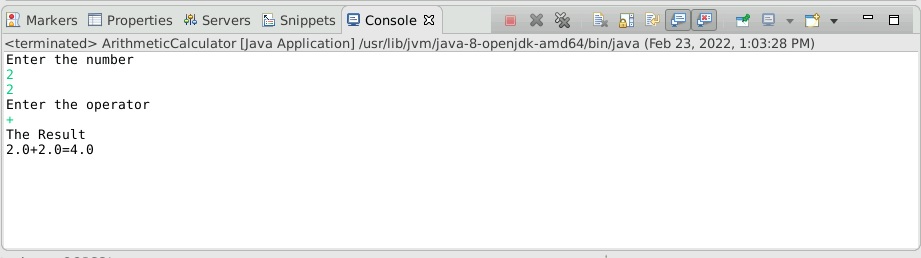 Markers Properties Servers Snippets Console
<terminated> ArithmeticCalculator [Java Application] /usr/lib/jvm/java-8-openjdk-amd64/bin/java (Feb 23, 2022, 1:03:28 PM)
Enter the number
2
2
Enter the operator
+
The Result
2.0+2.0=4.0